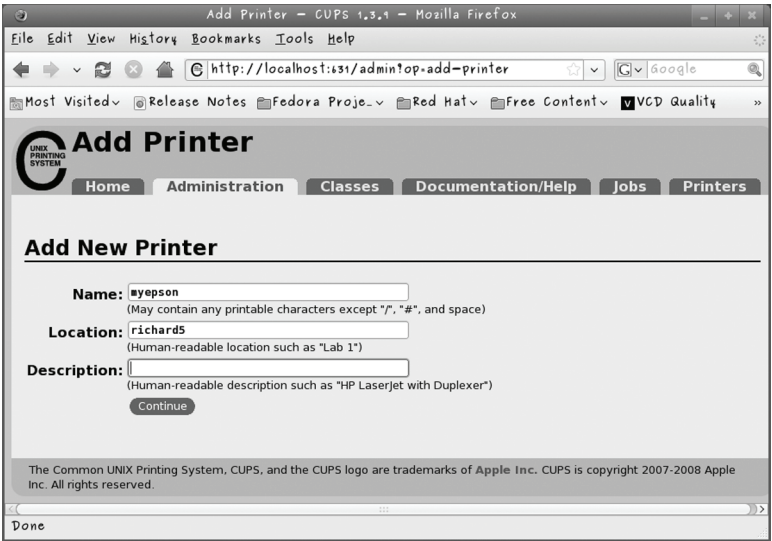 Add Printer - CUPS 1.3.9 - Mozilla Firefox
File Edit View History Bookmarks Tools Help
http://localhost:631/admin?op=add-printer
G Google
Most Visited Release Notes Fedora Proje… Red Hat Free Content V VCD Quality »
UNIX PRINTING SYSTEM
Add Printer
Home Administration Classes Documentation/Help Jobs Printers
Add New Printer
Name: myepson
(May contain any printable characters except "/", "#", and space)
Location: richard5
(Human-readable location such as "Lab 1")
Description:
(Human-readable description such as "HP LaserJet with Duplexer")
Continue
The Common UNIX Printing System, CUPS, and the CUPS logo are trademarks of Apple Inc. CUPS is copyright 2007-2008 Apple
Inc. All rights reserved.
Done